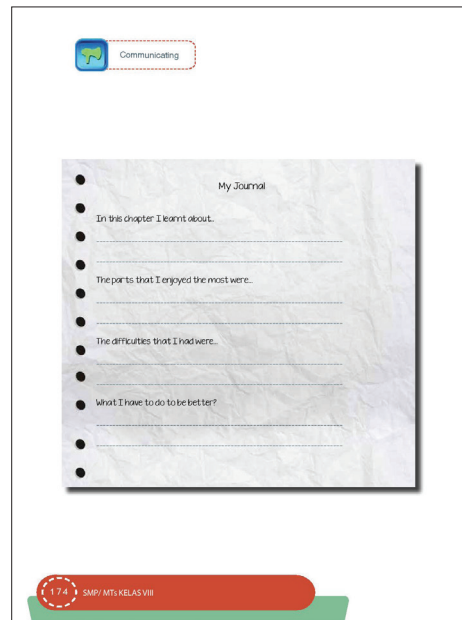 Communicating
My Journal
In this chapter I learnt about...
The parts that I enjoyed the most were...
The difficulties that I had were...
What I have to do to be better?
174 SMP/ MTs KELAS VIII